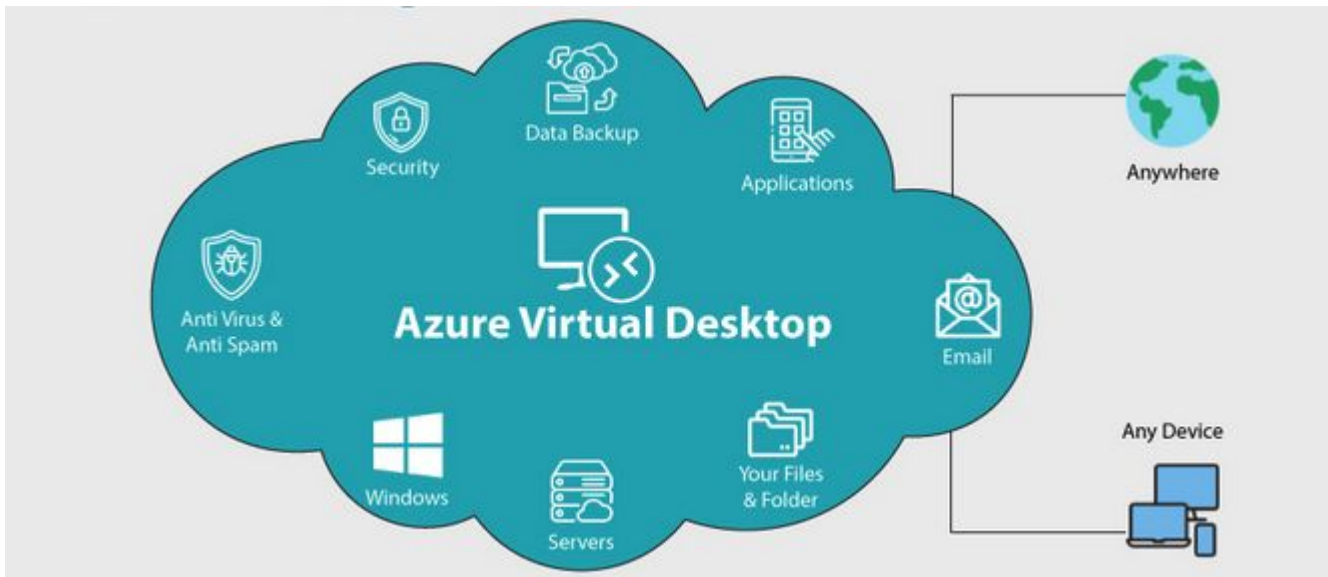 Data Backup
Security
Applications
Anywhere
Azure Virtual Desktop
Anti Virus &
Anti Spam
Email
Any Device
Windows
Your Files
& Folder
Servers